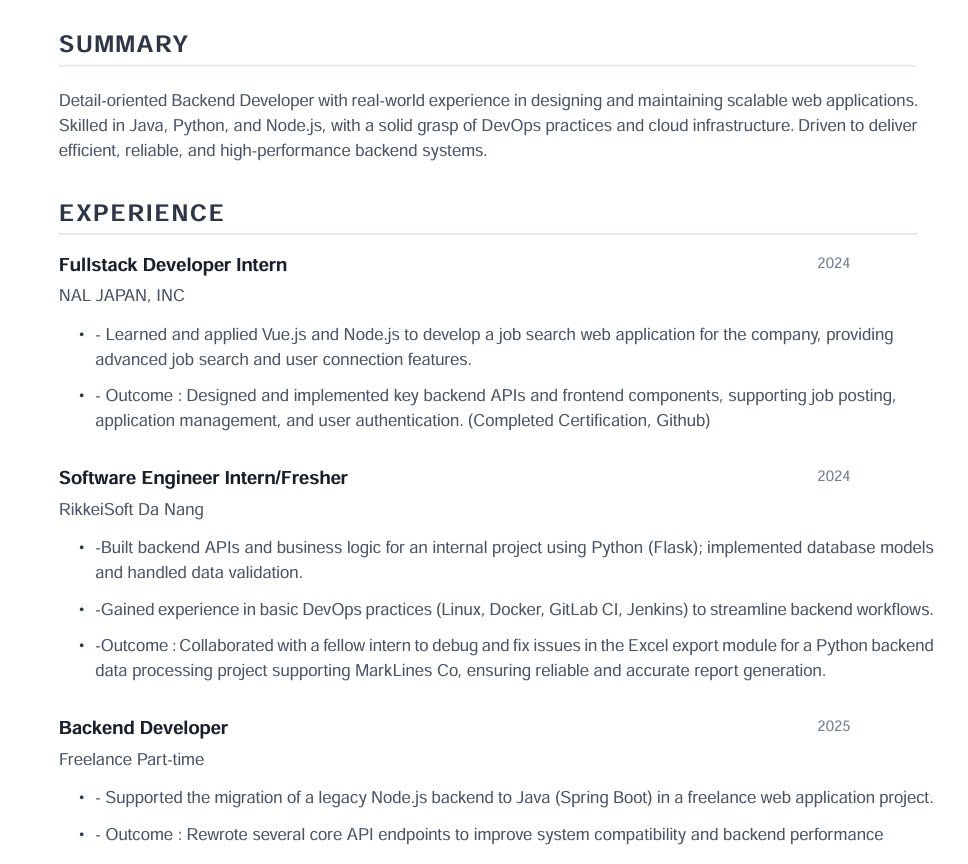 SUMMARY
Detail-oriented Backend Developer with real-world experience in designing and maintaining scalable web applications.
Skilled in Java, Python, and Node.js, with a solid grasp of DevOps practices and cloud infrastructure. Driven to deliver
efficient, reliable, and high-performance backend systems.
EXPERIENCE
Fullstack Developer Intern 2024
NAL JAPAN, INC
• - Learned and applied Vue.js and Node.js to develop a job search web application for the company, providing
advanced job search and user connection features.
• - Outcome : Designed and implemented key backend APIs and frontend components, supporting job posting,
application management, and user authentication. (Completed Certification, Github)
Software Engineer Intern/Fresher 2024
RikkeiSoft Da Nang
• -Built backend APIs and business logic for an internal project using Python (Flask); implemented database models
and handled data validation.
• -Gained experience in basic DevOps practices (Linux, Docker, GitLab CI, Jenkins) to streamline backend workflows.
• -Outcome : Collaborated with a fellow intern to debug and fix issues in the Excel export module for a Python backend
data processing project supporting MarkLines Co, ensuring reliable and accurate report generation.
Backend Developer 2025
Freelance Part-time
• - Supported the migration of a legacy Node.js backend to Java (Spring Boot) in a freelance web application project.
• - Outcome : Rewrote several core API endpoints to improve system compatibility and backend performance